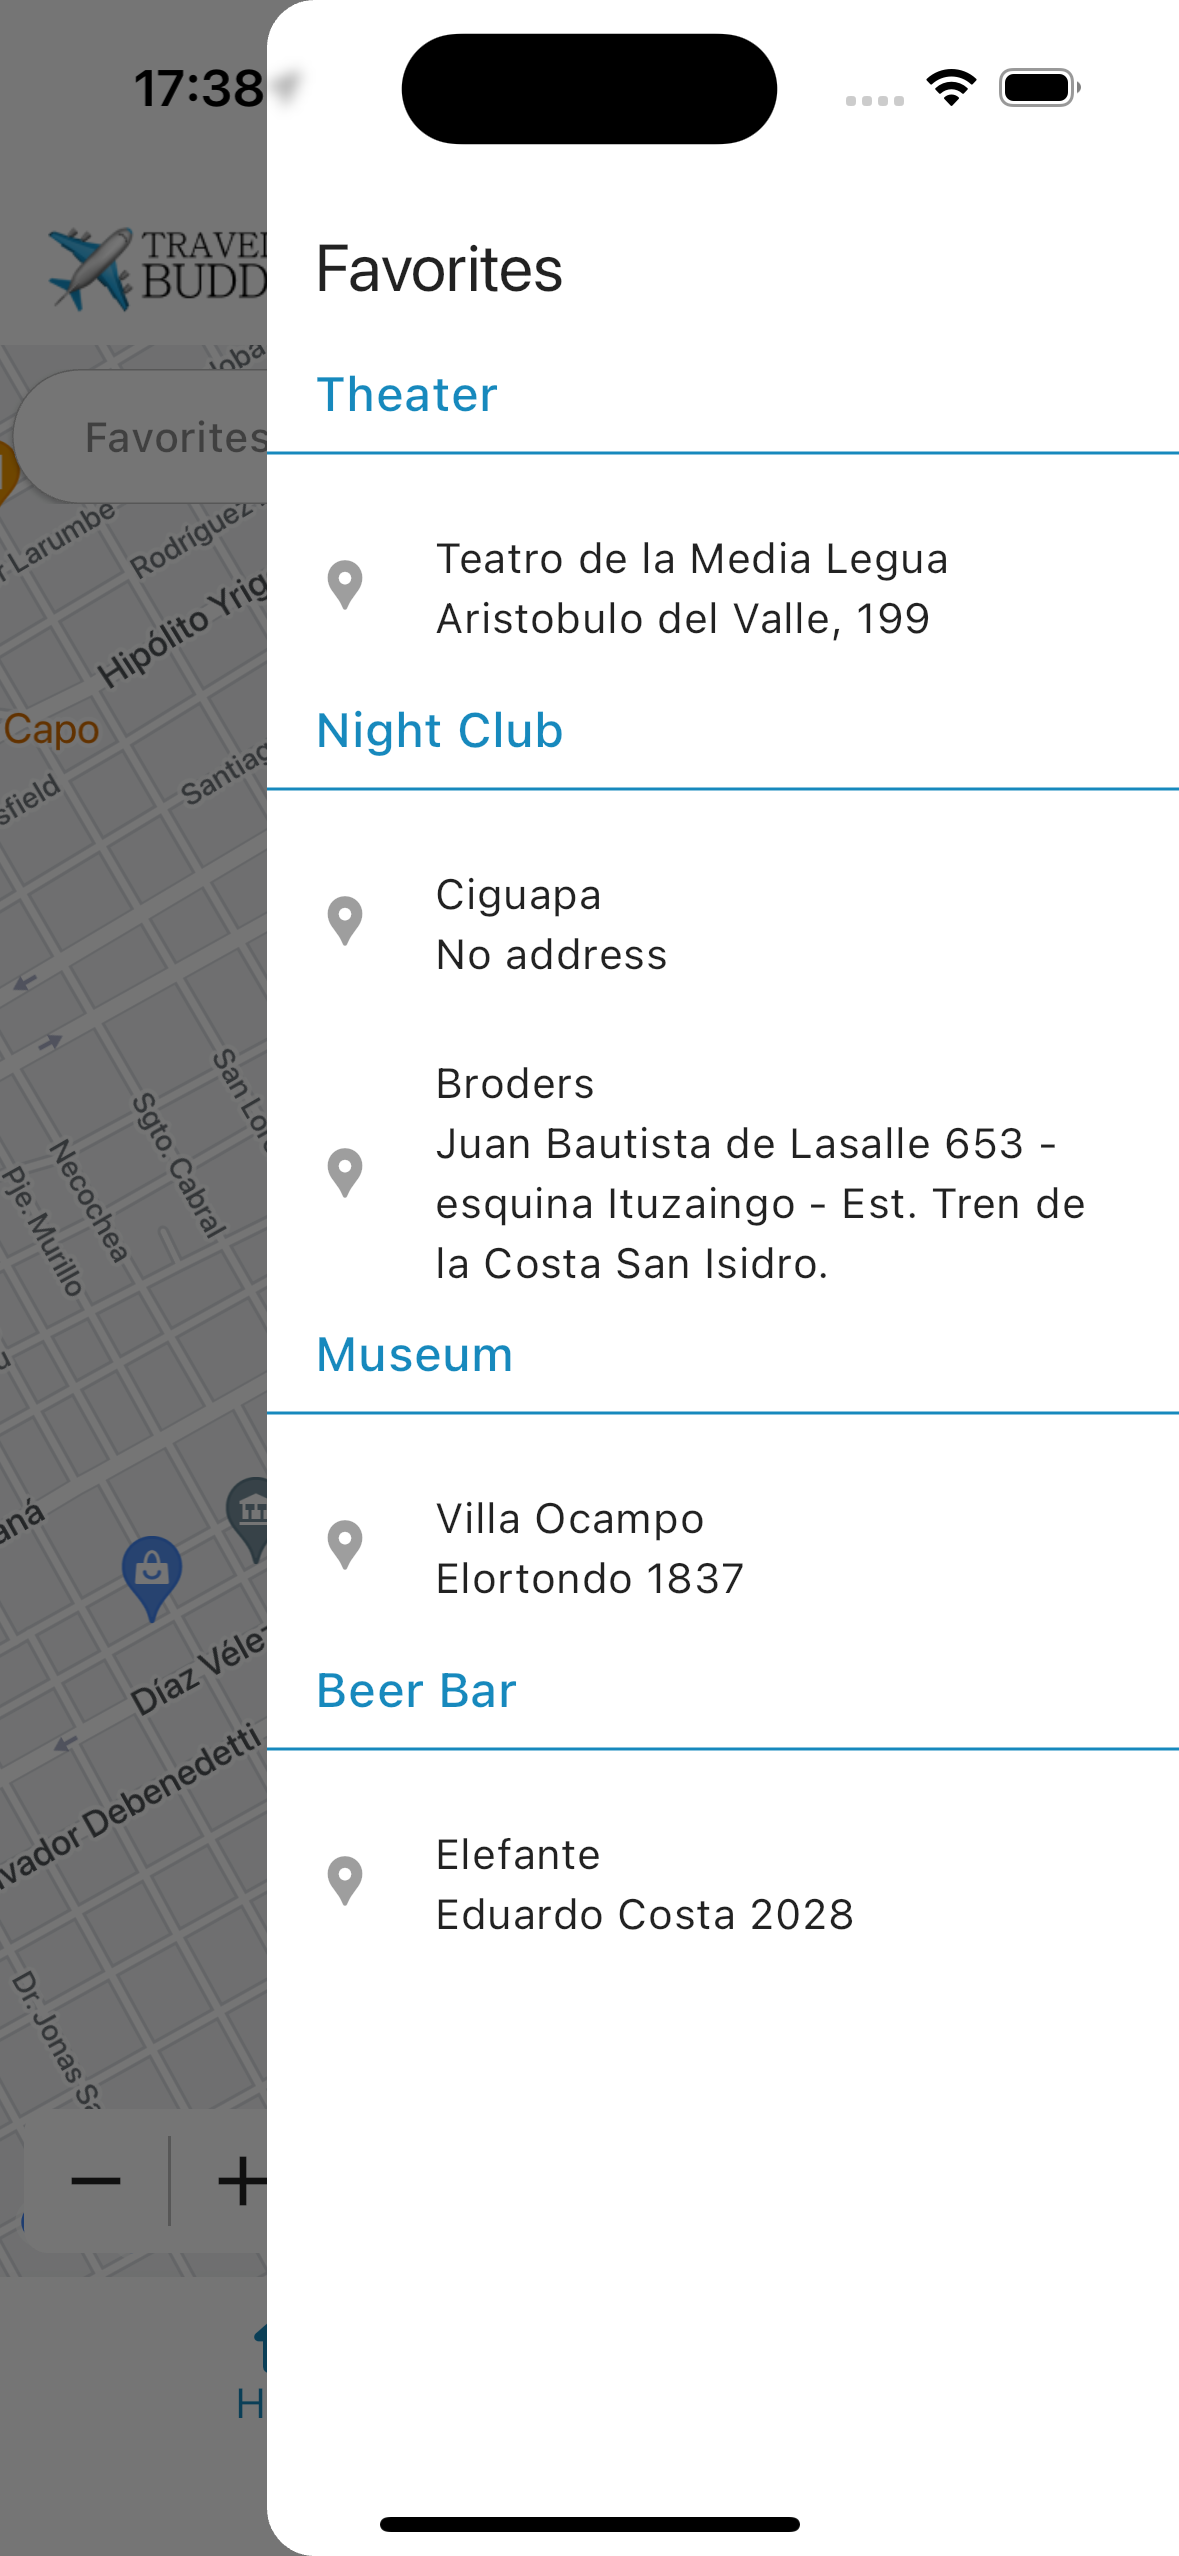 17:38
TRAVEL
BUDD
Favorites
Larumbe
Rodríguez
Hipólito Yrig
Capo
sfield
Santiag
San Lor
Sgto. Cabral
Necochea
Pje. Murillo
aná
Díaz Véle
vador Debenedetti
Dr. Jonas Sa
H
Favorites
Theater
Teatro de la Media Legua
Aristobulo del Valle, 199
Night Club
Ciguapa
No address
Broders
Juan Bautista de Lasalle 653 -
esquina Ituzaingo - Est. Tren de
la Costa San Isidro.
Museum
Villa Ocampo
Elortondo 1837
Beer Bar
Elefante
Eduardo Costa 2028